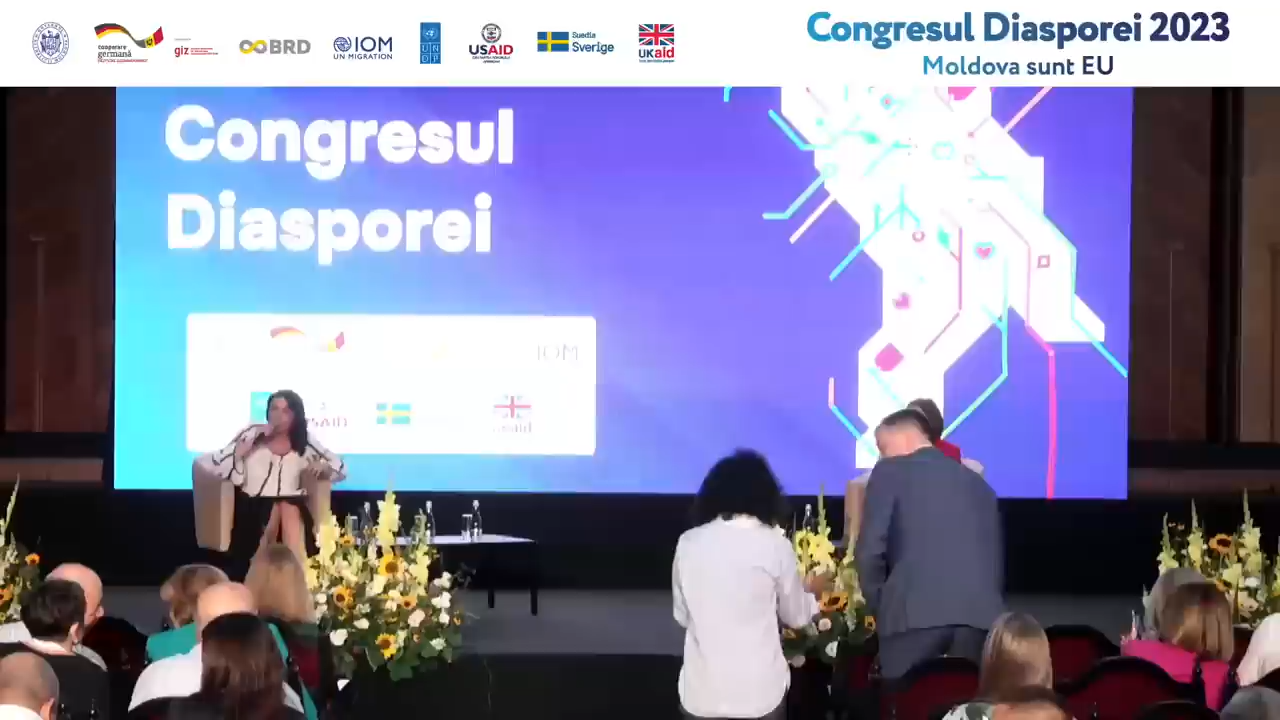 cooperare
germană
giz
BRD
IOM
UN MIGRATION
U N
D P
USAID
Suedia
Sverige
UKaid
Congresul Diasporei 2023
Moldova sunt EU
Congresul
Diasporei
IOM